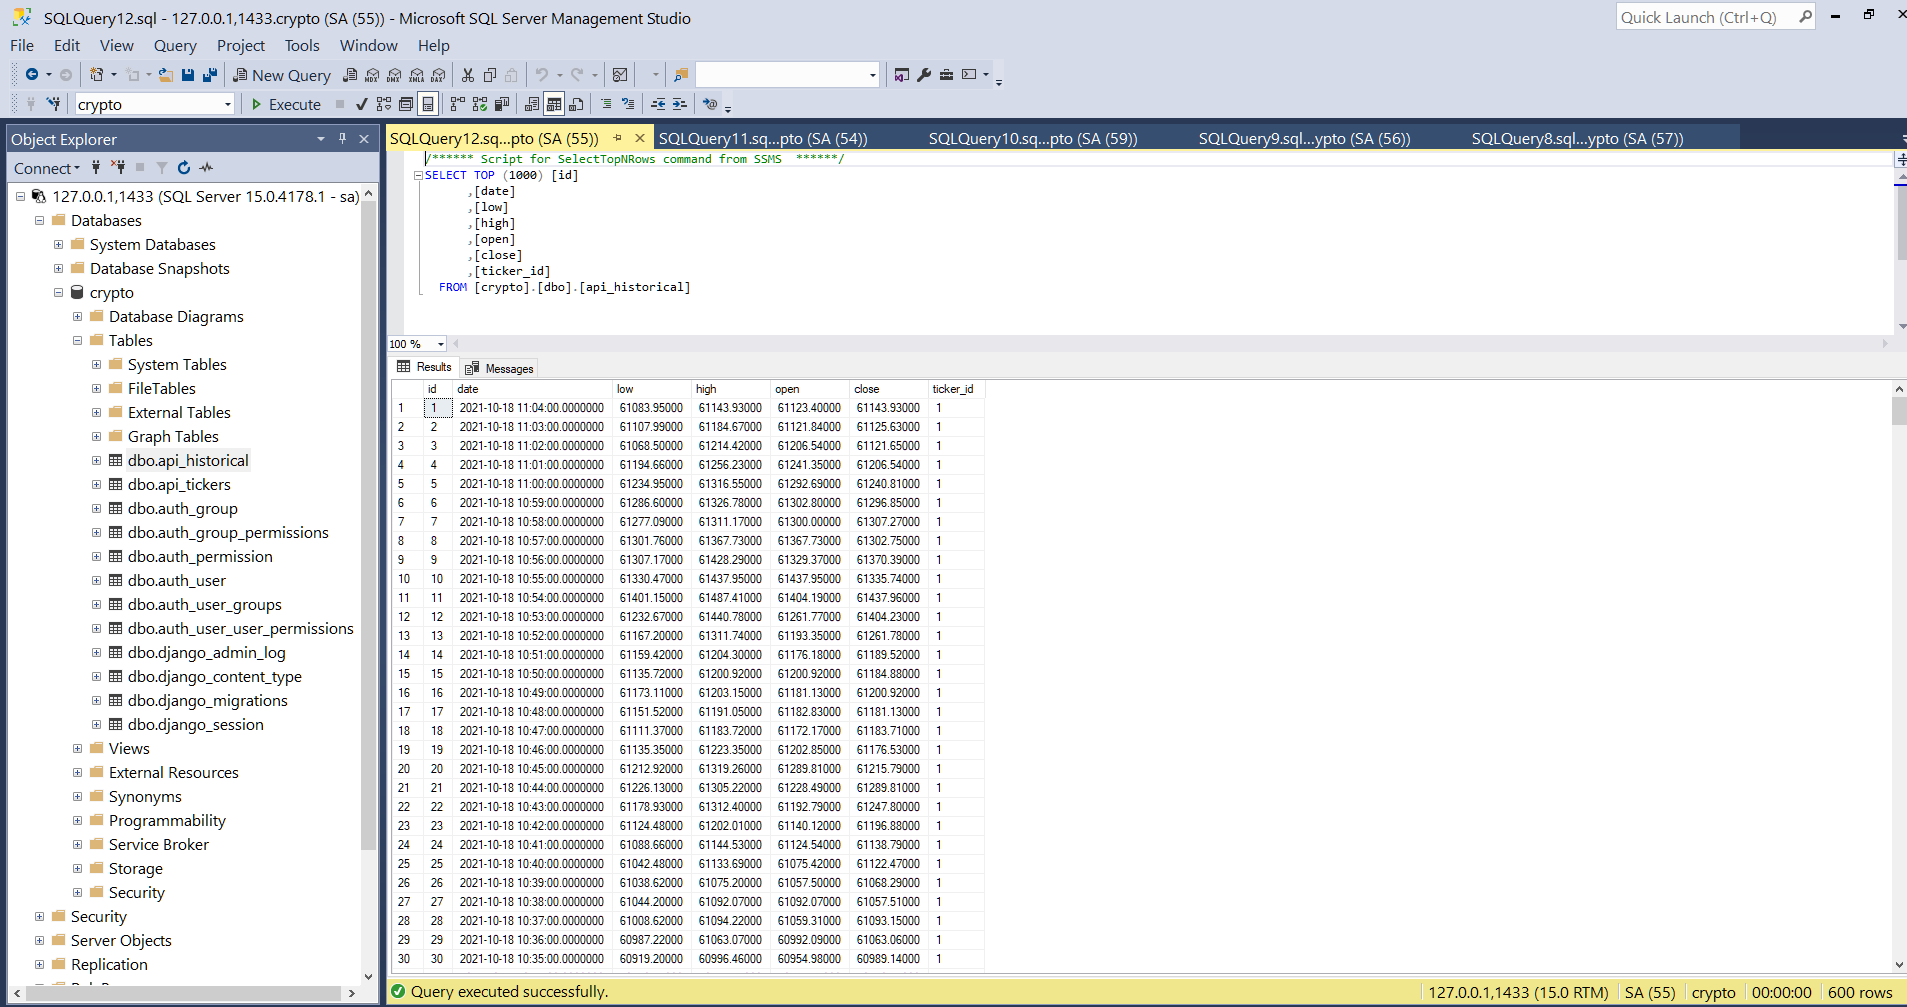 SQLQuery12.sql - 127.0.0.1,1433.crypto (SA (55)) - Microsoft SQL Server Management Studio
Quick Launch (Ctrl+Q)
File Edit View Query Project Tools Window Help
New Query
MDX DMX XMLA DAX
crypto
Execute
Object Explorer
Connect
127.0.0.1,1433 (SQL Server 15.0.4178.1 - sa)
Databases
System Databases
Database Snapshots
crypto
Database Diagrams
Tables
System Tables
FileTables
External Tables
Graph Tables
dbo.api_historical
dbo.api_tickers
dbo.auth_group
dbo.auth_group_permissions
dbo.auth_permission
dbo.auth_user
dbo.auth_user_groups
dbo.auth_user_user_permissions
dbo.django_admin_log
dbo.django_content_type
dbo.django_migrations
dbo.django_session
Views
External Resources
Synonyms
Programmability
Service Broker
Storage
Security
Security
Server Objects
Replication
SQLQuery12.sq...pto (SA (55)) SQLQuery11.sq...pto (SA (54)) SQLQuery10.sq...pto (SA (59)) SQLQuery9.sql...ypto (SA (56)) SQLQuery8.sql...ypto (SA (57))
/****** Script for SelectTopNRows command from SSMS ******/
SELECT TOP (1000) [id]
,[date]
,[low]
,[high]
,[open]
,[close]
,[ticker_id]
FROM [crypto].[dbo].[api_historical]
100 %
Results Messages
id date low high open close ticker_id
1 1 2021-10-18 11:04:00.0000000 61083.95000 61143.93000 61123.40000 61143.93000 1
2 2 2021-10-18 11:03:00.0000000 61107.99000 61184.67000 61121.84000 61125.63000 1
3 3 2021-10-18 11:02:00.0000000 61068.50000 61214.42000 61206.54000 61121.65000 1
4 4 2021-10-18 11:01:00.0000000 61194.66000 61256.23000 61241.35000 61206.54000 1
5 5 2021-10-18 11:00:00.0000000 61234.95000 61316.55000 61292.69000 61240.81000 1
6 6 2021-10-18 10:59:00.0000000 61286.60000 61326.78000 61302.80000 61296.85000 1
7 7 2021-10-18 10:58:00.0000000 61277.09000 61311.17000 61300.00000 61307.27000 1
8 8 2021-10-18 10:57:00.0000000 61301.76000 61367.73000 61367.73000 61302.75000 1
9 9 2021-10-18 10:56:00.0000000 61307.17000 61428.29000 61329.37000 61370.39000 1
10 10 2021-10-18 10:55:00.0000000 61330.47000 61437.95000 61437.95000 61335.74000 1
11 11 2021-10-18 10:54:00.0000000 61401.15000 61487.41000 61404.19000 61437.96000 1
12 12 2021-10-18 10:53:00.0000000 61232.67000 61440.78000 61261.77000 61404.23000 1
13 13 2021-10-18 10:52:00.0000000 61167.20000 61311.74000 61193.35000 61261.78000 1
14 14 2021-10-18 10:51:00.0000000 61159.42000 61204.30000 61176.18000 61189.52000 1
15 15 2021-10-18 10:50:00.0000000 61135.72000 61200.92000 61200.92000 61184.88000 1
16 16 2021-10-18 10:49:00.0000000 61173.11000 61203.15000 61181.13000 61200.92000 1
17 17 2021-10-18 10:48:00.0000000 61151.52000 61191.05000 61182.83000 61181.13000 1
18 18 2021-10-18 10:47:00.0000000 61111.37000 61183.72000 61172.17000 61183.71000 1
19 19 2021-10-18 10:46:00.0000000 61135.35000 61223.35000 61202.85000 61176.53000 1
20 20 2021-10-18 10:45:00.0000000 61212.92000 61319.26000 61289.81000 61215.79000 1
21 21 2021-10-18 10:44:00.0000000 61226.13000 61305.22000 61228.49000 61289.81000 1
22 22 2021-10-18 10:43:00.0000000 61178.93000 61312.40000 61192.79000 61247.80000 1
23 23 2021-10-18 10:42:00.0000000 61124.48000 61202.01000 61140.12000 61196.88000 1
24 24 2021-10-18 10:41:00.0000000 61088.66000 61144.53000 61124.54000 61138.79000 1
25 25 2021-10-18 10:40:00.0000000 61042.48000 61133.69000 61075.42000 61122.47000 1
26 26 2021-10-18 10:39:00.0000000 61038.62000 61075.20000 61057.50000 61068.29000 1
27 27 2021-10-18 10:38:00.0000000 61044.20000 61092.07000 61092.07000 61057.51000 1
28 28 2021-10-18 10:37:00.0000000 61008.62000 61094.22000 61059.31000 61093.15000 1
29 29 2021-10-18 10:36:00.0000000 60987.22000 61063.07000 60992.09000 61063.06000 1
30 30 2021-10-18 10:35:00.0000000 60919.20000 60996.46000 60954.98000 60989.14000 1
Query executed successfully. 127.0.0.1,1433 (15.0 RTM) SA (55) crypto 00:00:00 600 rows